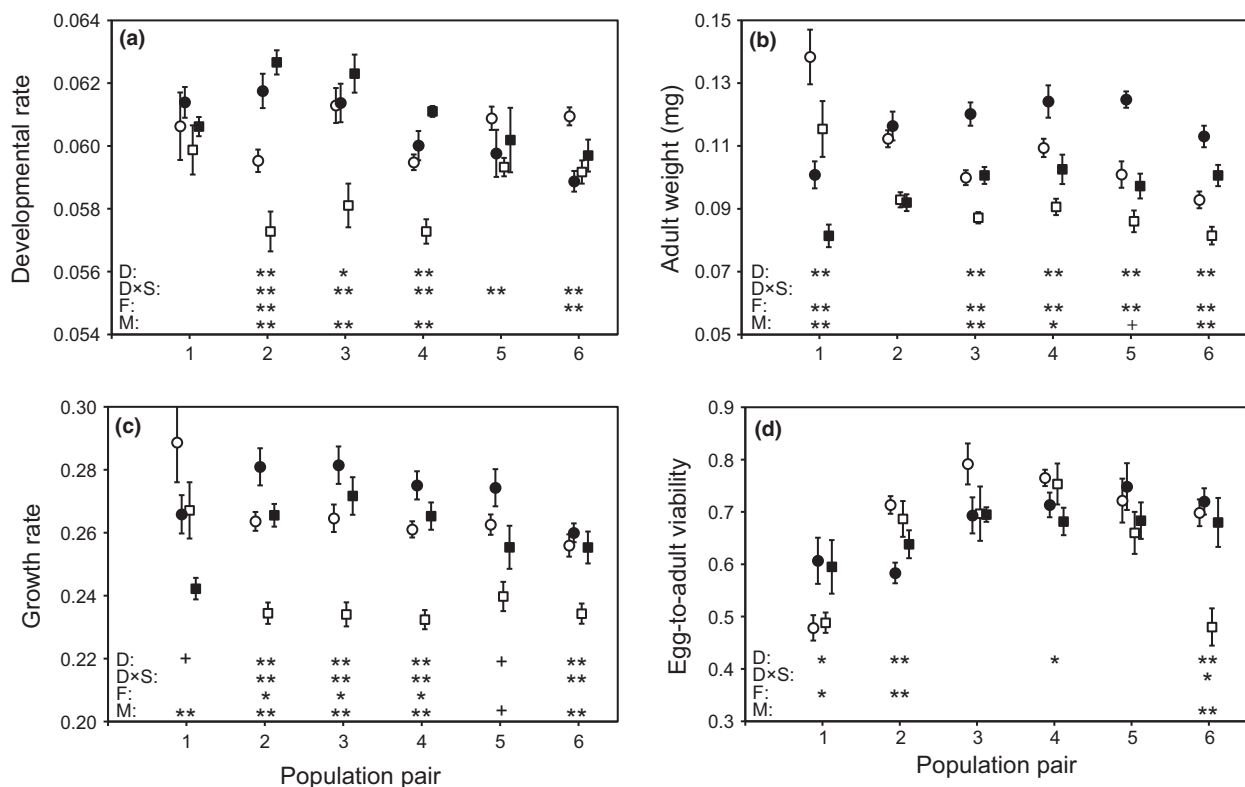 (a)
Developmental rate
0.064
0.062
0.060
0.058
0.056
0.054
D: ** * **
D×S: ** ** ** ** **
F: ** **
M: ** ** **
1 2 3 4 5 6
(b)
Adult weight (mg)
0.15
0.13
0.11
0.09
0.07
0.05
D: ** ** ** ** **
D×S:
F: ** ** ** ** **
M: ** ** * + **
1 2 3 4 5 6
(c)
Growth rate
0.30
0.28
0.26
0.24
0.22
0.20
D: + ** ** ** + **
D×S: ** ** ** **
F: * * *
M: ** ** ** ** + **
1 2 3 4 5 6
Population pair
(d)
Egg-to-adult viability
0.9
0.8
0.7
0.6
0.5
0.4
0.3
D: * ** * **
D×S: *
F: * **
M: **
1 2 3 4 5 6
Population pair